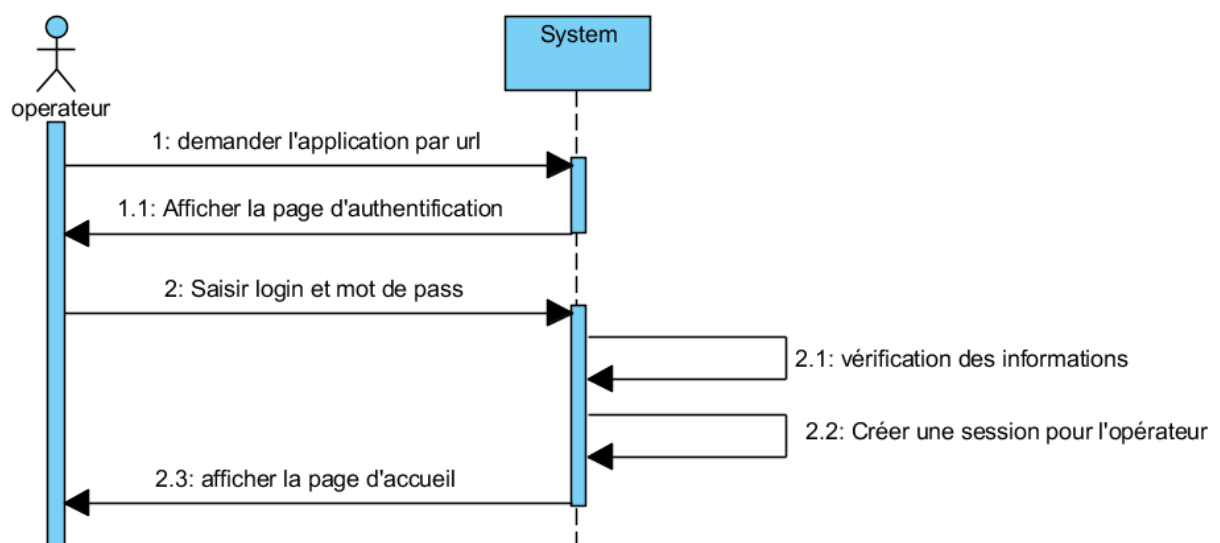 System
operateur
1: demander l'application par url
1.1: Afficher la page d'authentification
2: Saisir login et mot de pass
2.1: vérification des informations
2.2: Créer une session pour l'opérateur
2.3: afficher la page d'accueil